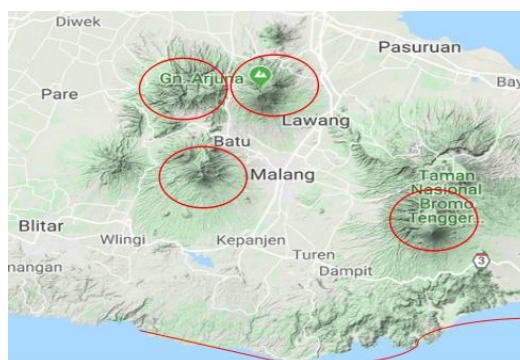 Diwek
Pasuruan
Gn. Arjuna
Pare
Bay
Lawang
Batu
Malang
Taman
Nasional
Bromo
Tengger...
Blitar
Wlingi
Kepanjen
Turen
nangan
Dampit
3